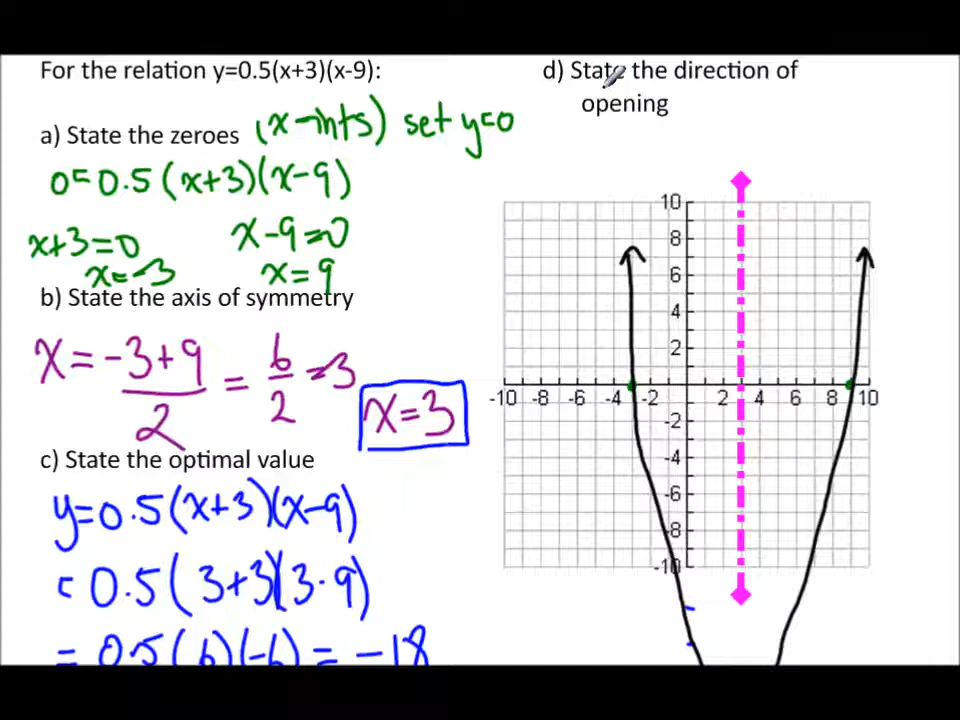 For the relation y=0.5(x+3)(x-9):
a) State the zeroes (x-ints) set y=0
0=0.5(x+3)(x-9)
x+3=0 x-9=0
x=-3 x=9
b) State the axis of symmetry
x=-3+9/2 = 6/2 =3
x=3
c) State the optimal value
y=0.5(x+3)(x-9)
=0.5(3+3)(3-9)
=0.5(6)(-6)=-18
d) State the direction of
opening
10
8
6
4
2
-10 -8 -6 -4 -2 2 4 6 8 10
-2
-4
-6
-8
-10